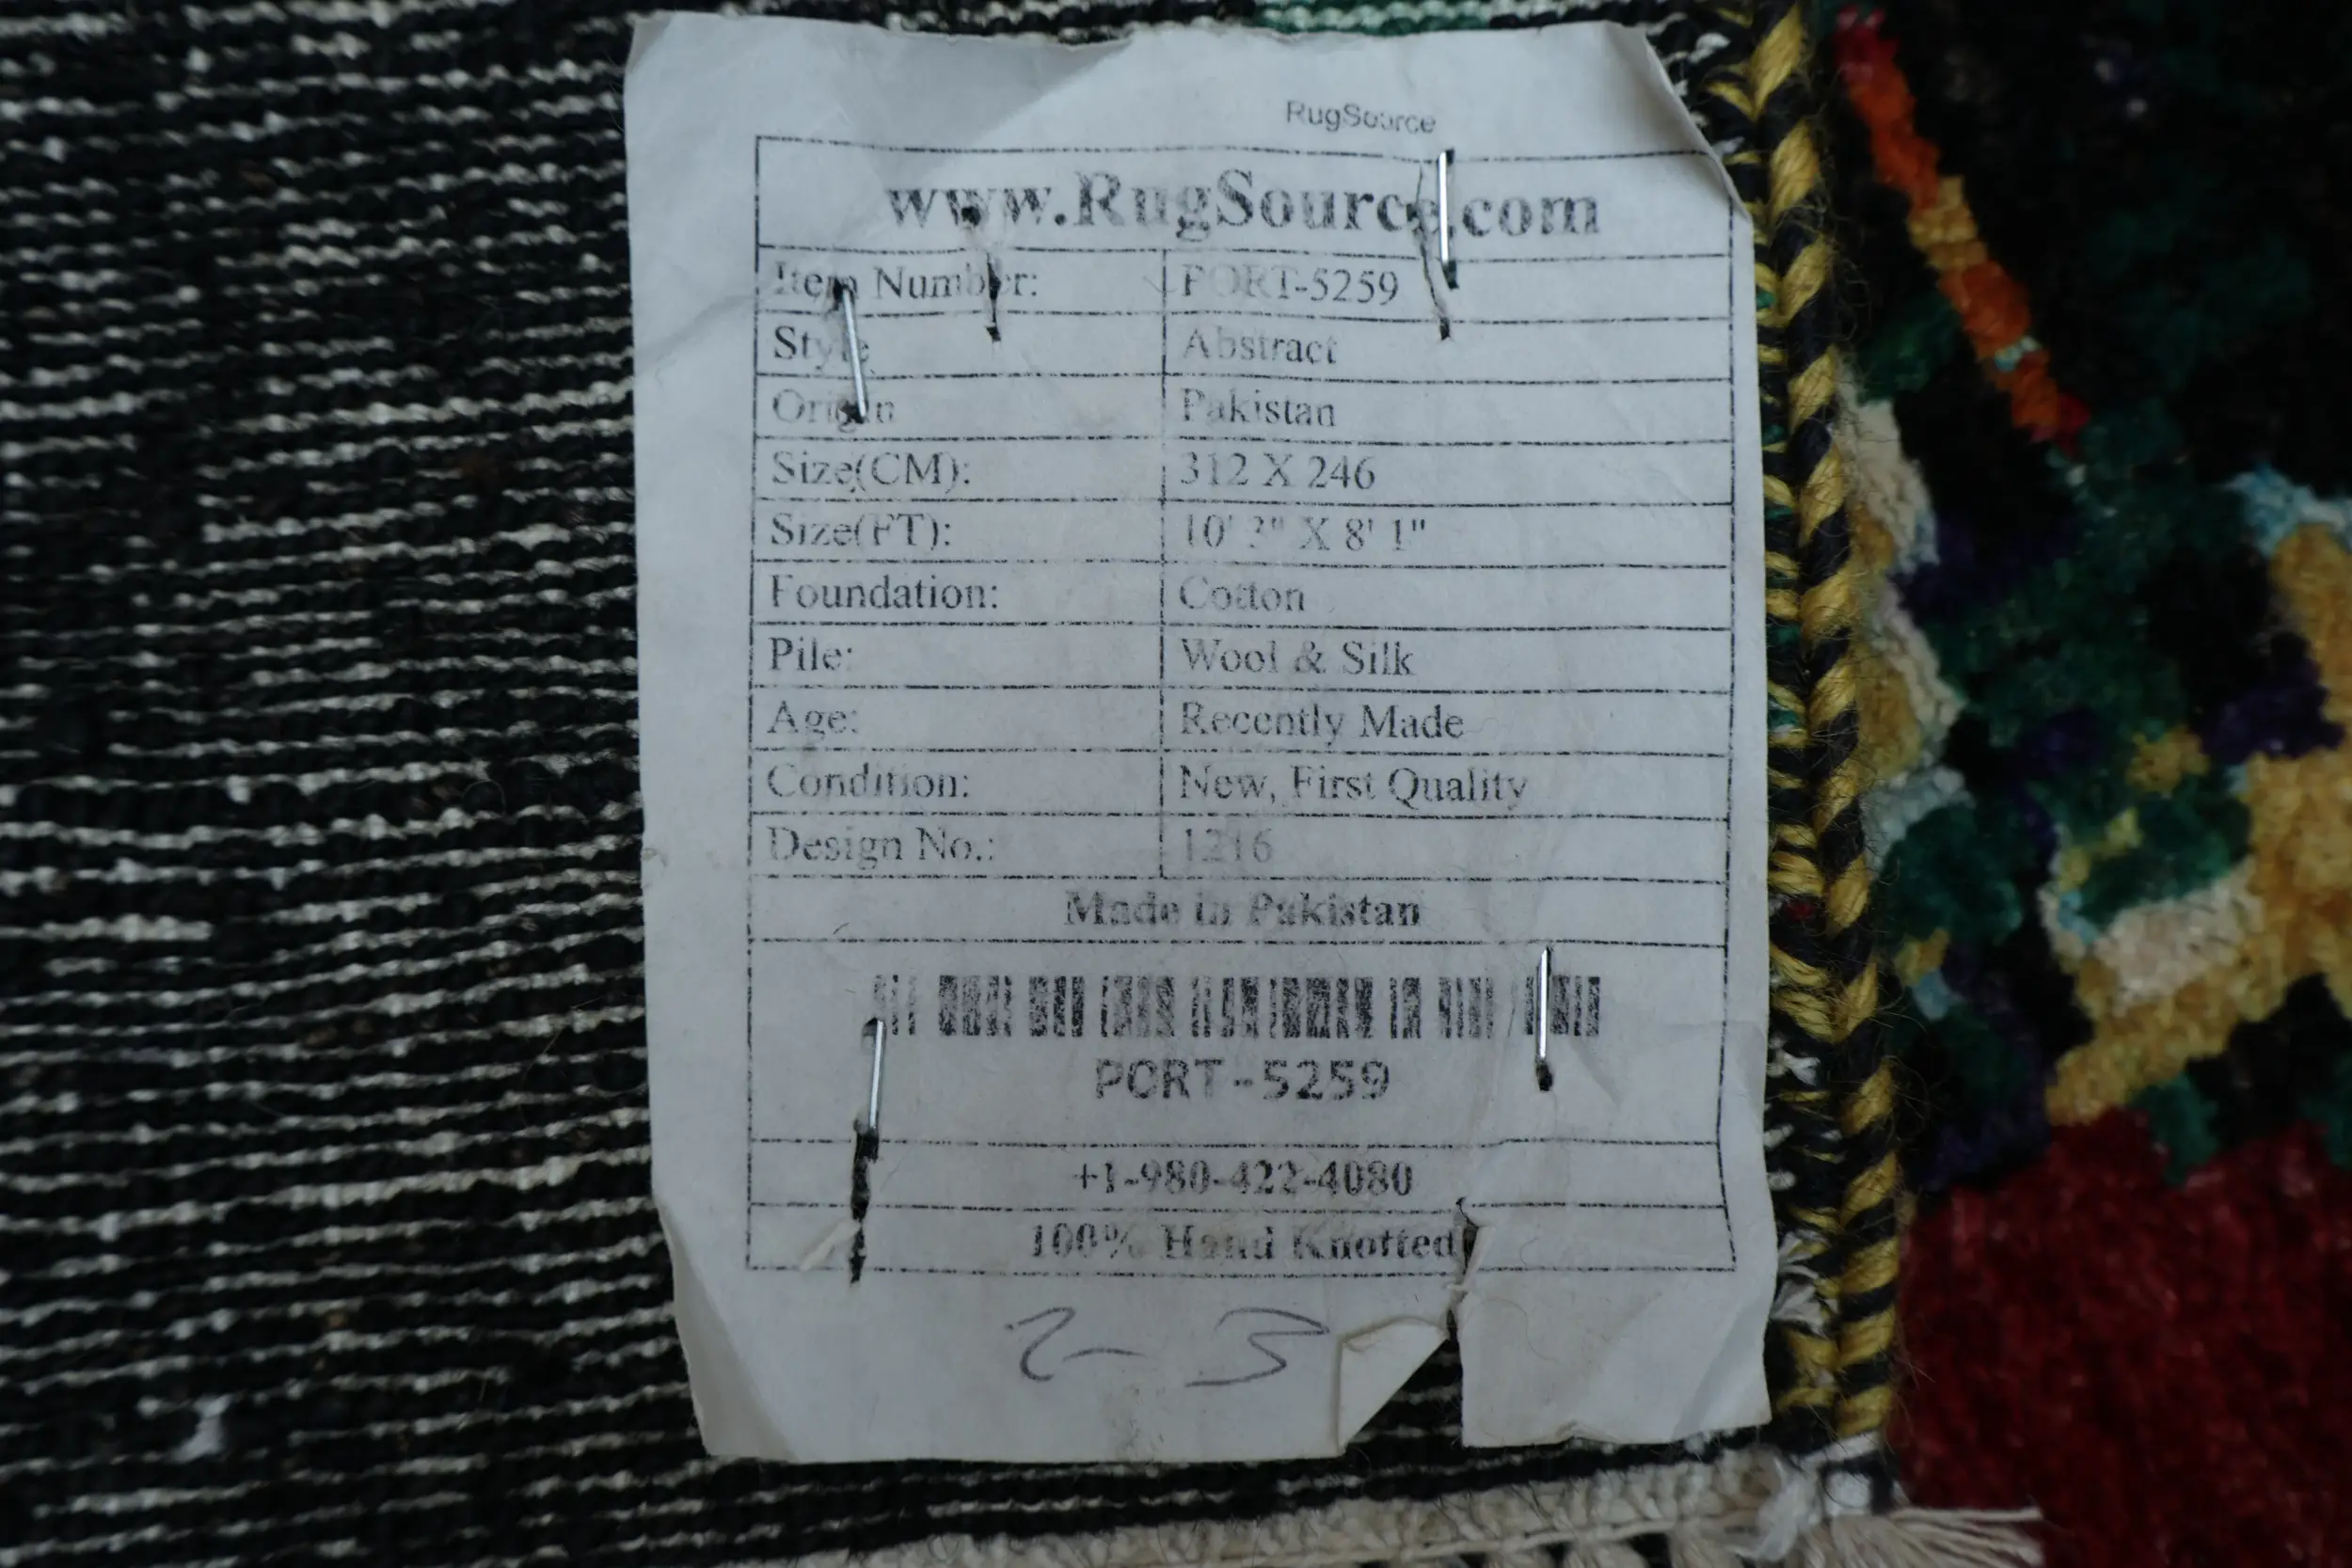 RugSource
www.RugSource.com
Item Number: PORT-5259
Style Abstract
Origin Pakistan
Size(CM): 312 X 246
Size(FT): 10' X 8' 1"
Foundation: Cotton
Pile: Wool & Silk
Age: Recently Made
Condition: New, First Quality
Design No.: 1216
Made in Pakistan
PORT-5259
+1-980-422-4080
100% Hand Knotted
2-3